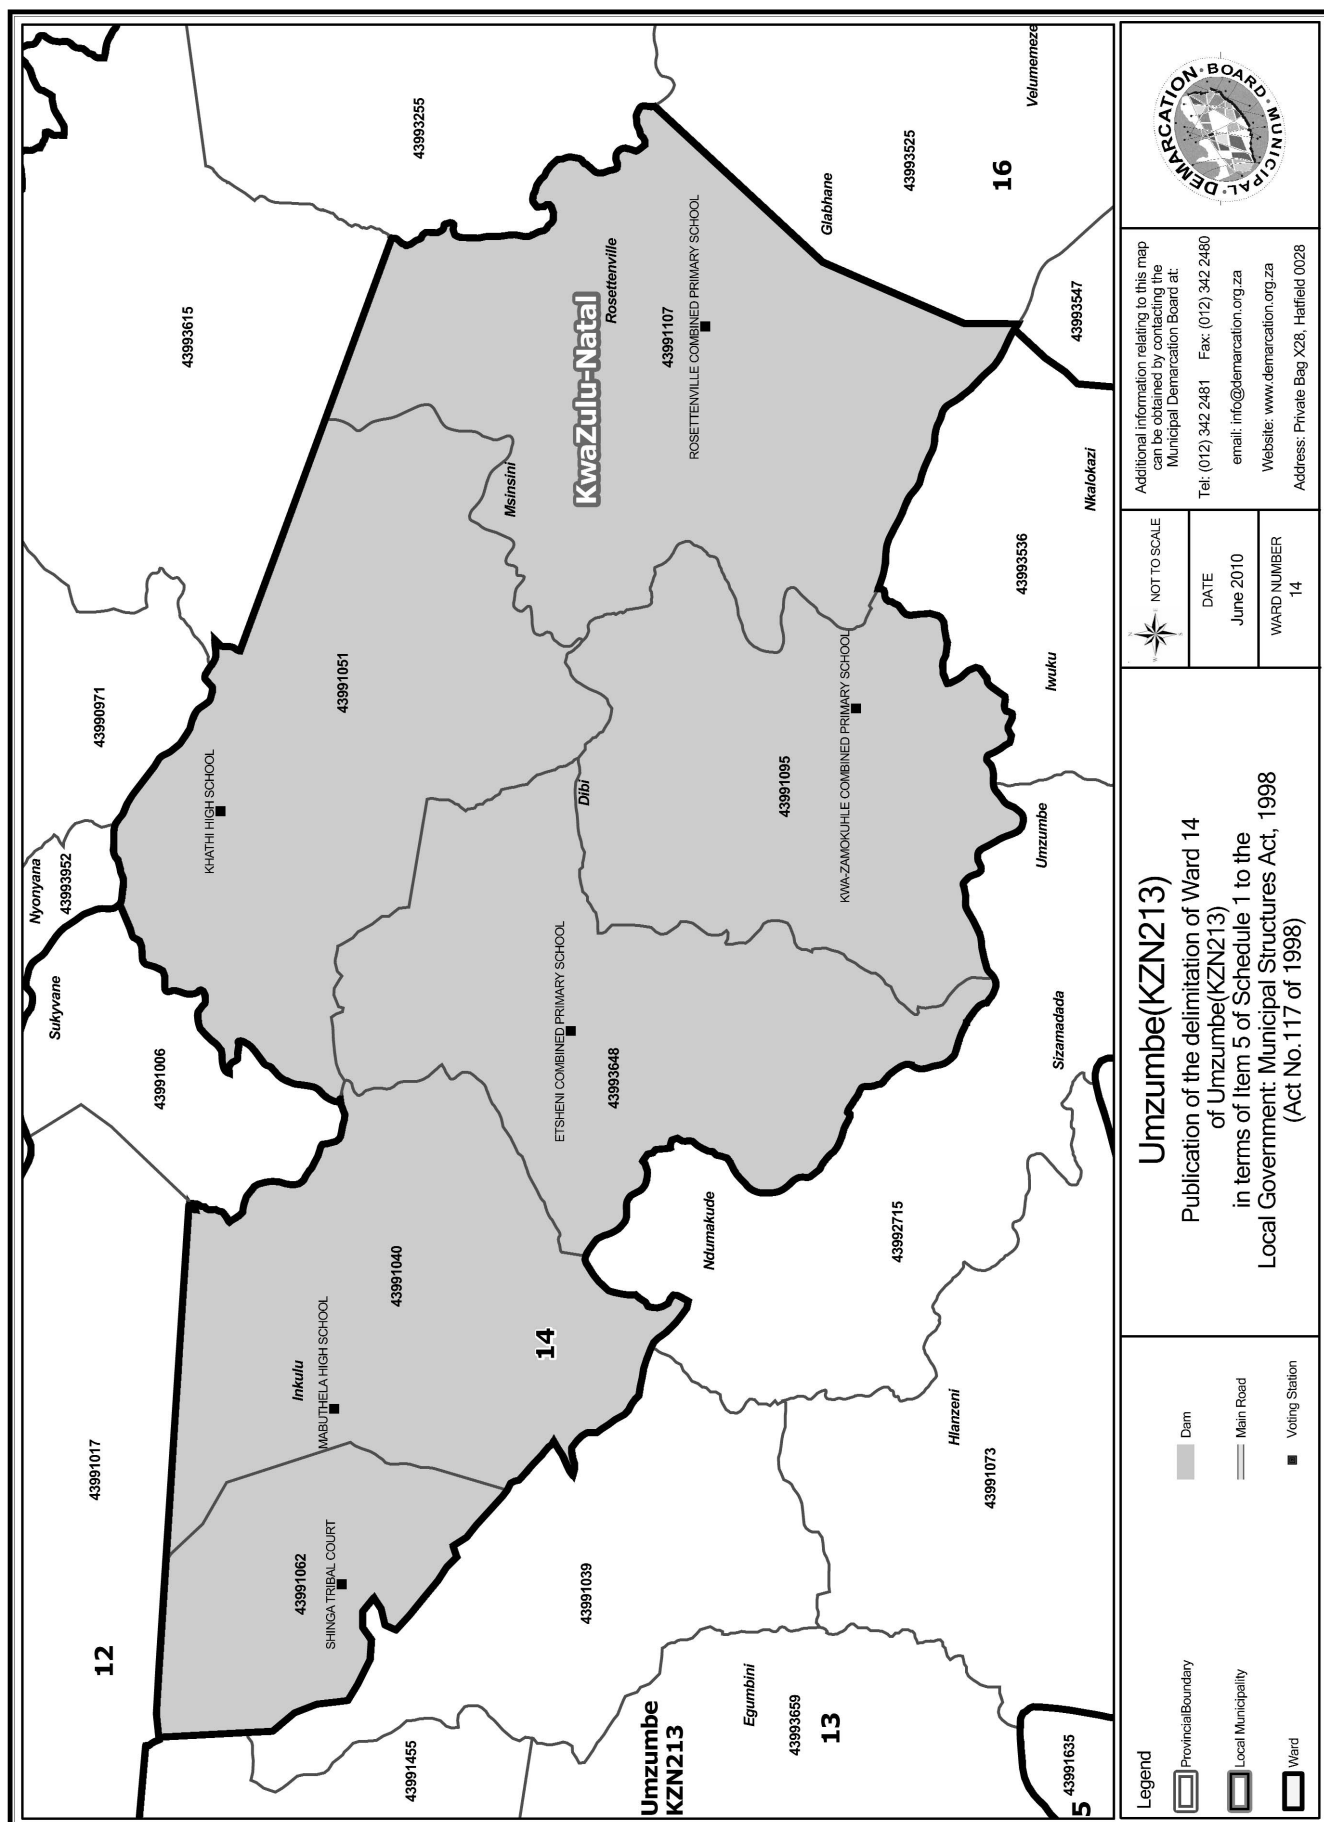 12
43991017
43991062
SHINGA TRIBAL COURT
Inkulu
MABUTHELA HIGH SCHOOL
43991040
14
Sukyvane
43991006
Nyonyana
43993952
43990971
KHATHI HIGH SCHOOL
43991051
43993615
43993255
ETSHENI COMBINED PRIMARY SCHOOL
43993648
Dibi
Msinsini
KwaZulu-Natal
Rosettenville
43991107
ROSETTENVILLE COMBINED PRIMARY SCHOOL
43991095
KWA-ZAMOKUHLE COMBINED PRIMARY SCHOOL
Glabhane
43993525
16
Velumemeze
43993547
Nkalokazi
43993536
Iwuku
Umzumbe
Sizamadada
Ndumakude
43992715
Hlanzeni
43991073
43991039
43991455
Umzumbe
KZN213
Egumbini
43993659
13
43991635
5
Legend
ProvincialBoundary
Local Municipality
Ward
Dam
Main Road
Voting Station
Umzumbe(KZN213)
Publication of the delimitation of Ward 14
of Umzumbe(KZN213)
in terms of Item 5 of Schedule 1 to the
Local Government: Municipal Structures Act, 1998
(Act No.117 of 1998)
N
W
S
NOT TO SCALE
DATE
June 2010
WARD NUMBER
14
Additional information relating to this map
can be obtained by contacting the
Municipal Demarcation Board at:
Tel: (012) 342 2481 Fax: (012) 342 2480
email: info@demarcation.org.za
Website: www.demarcation.org.za
Address: Private Bag X28, Hatfield 0028
MUNICIPAL DEMARCATION BOARD